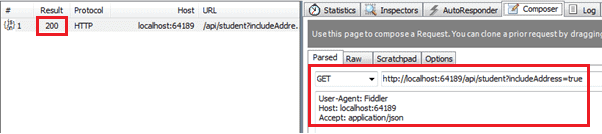 # Result Protocol Host URL
1 200 HTTP localhost:64189 /api/student?includeAddre...
Statistics Inspectors AutoResponder Composer Log
Use this page to compose a Request. You can clone a prior request by dragging
Parsed Raw Scratchpad Options
GET http://localhost:64189/api/student?includeAddress=true
User-Agent: Fiddler
Host: localhost:64189
Accept: application/json